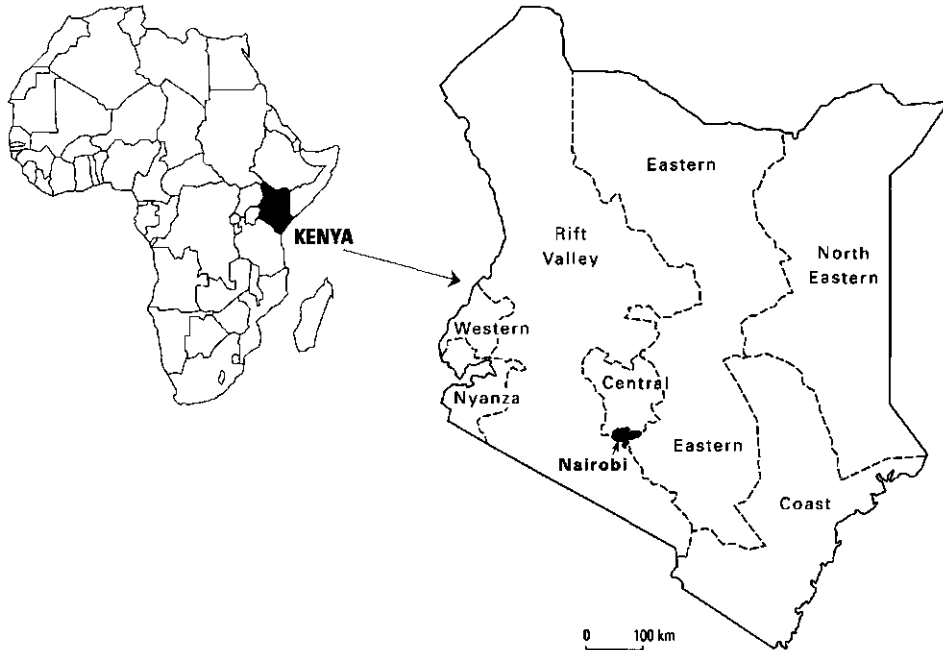 KENYA
Eastern
Rift
Valley
North
Eastern
Western
Central
Nyanza
Eastern
Nairobi
Coast
0 100 km